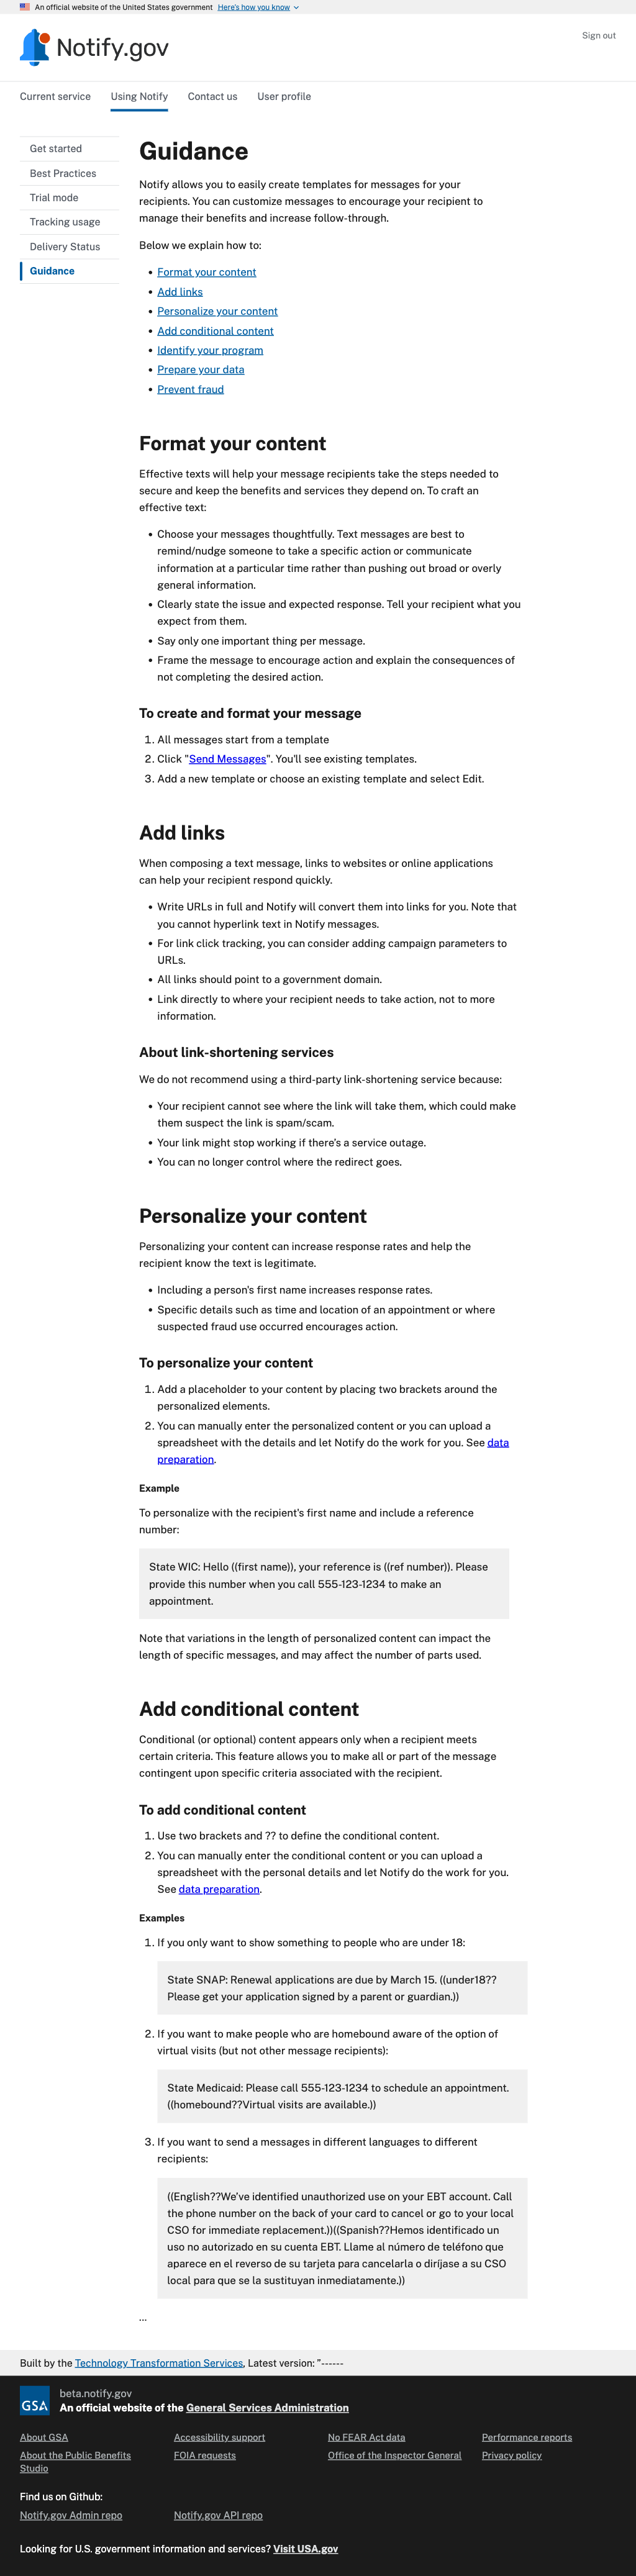 An official website of the United States government Here's how you know
Notify.gov
Sign out
Current service Using Notify Contact us User profile
Get started
Best Practices
Trial mode
Tracking usage
Delivery Status
Guidance
Guidance
Notify allows you to easily create templates for messages for your
recipients. You can customize messages to encourage your recipient to
manage their benefits and increase follow-through.
Below we explain how to:
• Format your content
• Add links
• Personalize your content
• Add conditional content
• Identify your program
• Prepare your data
• Prevent fraud
Format your content
Effective texts will help your message recipients take the steps needed to
secure and keep the benefits and services they depend on. To craft an
effective text:
• Choose your messages thoughtfully. Text messages are best to
remind/nudge someone to take a specific action or communicate
information at a particular time rather than pushing out broad or overly
general information.
• Clearly state the issue and expected response. Tell your recipient what you
expect from them.
• Say only one important thing per message.
• Frame the message to encourage action and explain the consequences of
not completing the desired action.
To create and format your message
1. All messages start from a template
2. Click "Send Messages". You'll see existing templates.
3. Add a new template or choose an existing template and select Edit.
Add links
When composing a text message, links to websites or online applications
can help your recipient respond quickly.
• Write URLs in full and Notify will convert them into links for you. Note that
you cannot hyperlink text in Notify messages.
• For link click tracking, you can consider adding campaign parameters to
URLs.
• All links should point to a government domain.
• Link directly to where your recipient needs to take action, not to more
information.
About link-shortening services
We do not recommend using a third-party link-shortening service because:
• Your recipient cannot see where the link will take them, which could make
them suspect the link is spam/scam.
• Your link might stop working if there's a service outage.
• You can no longer control where the redirect goes.
Personalize your content
Personalizing your content can increase response rates and help the
recipient know the text is legitimate.
• Including a person's first name increases response rates.
• Specific details such as time and location of an appointment or where
suspected fraud use occurred encourages action.
To personalize your content
1. Add a placeholder to your content by placing two brackets around the
personalized elements.
2. You can manually enter the personalized content or you can upload a
spreadsheet with the details and let Notify do the work for you. See data
preparation.
Example
To personalize with the recipient's first name and include a reference
number:
State WIC: Hello ((first name)), your reference is ((ref number)). Please
provide this number when you call 555-123-1234 to make an
appointment.
Note that variations in the length of personalized content can impact the
length of specific messages, and may affect the number of parts used.
Add conditional content
Conditional (or optional) content appears only when a recipient meets
certain criteria. This feature allows you to make all or part of the message
contingent upon specific criteria associated with the recipient.
To add conditional content
1. Use two brackets and ?? to define the conditional content.
2. You can manually enter the conditional content or you can upload a
spreadsheet with the personal details and let Notify do the work for you.
See data preparation.
Examples
1. If you only want to show something to people who are under 18:
State SNAP: Renewal applications are due by March 15. ((under18??
Please get your application signed by a parent or guardian.))
2. If you want to make people who are homebound aware of the option of
virtual visits (but not other message recipients):
State Medicaid: Please call 555-123-1234 to schedule an appointment.
((homebound??Virtual visits are available.))
3. If you want to send a messages in different languages to different
recipients:
((English??We've identified unauthorized use on your EBT account. Call
the phone number on the back of your card to cancel or go to your local
CSO for immediate replacement.))((Spanish??Hemos identificado un
uso no autorizado en su cuenta EBT. Llame al número de teléfono que
aparece en el reverso de su tarjeta para cancelarla o diríjase a su CSO
local para que se la sustituyan inmediatamente.))
...
Built by the Technology Transformation Services, Latest version: "------
GSA
beta.notify.gov
An official website of the General Services Administration
About GSA Accessibility support No FEAR Act data Performance reports
About the Public Benefits
Studio
FOIA requests Office of the Inspector General Privacy policy
Find us on Github:
Notify.gov Admin repo Notify.gov API repo
Looking for U.S. government information and services? Visit USA.gov